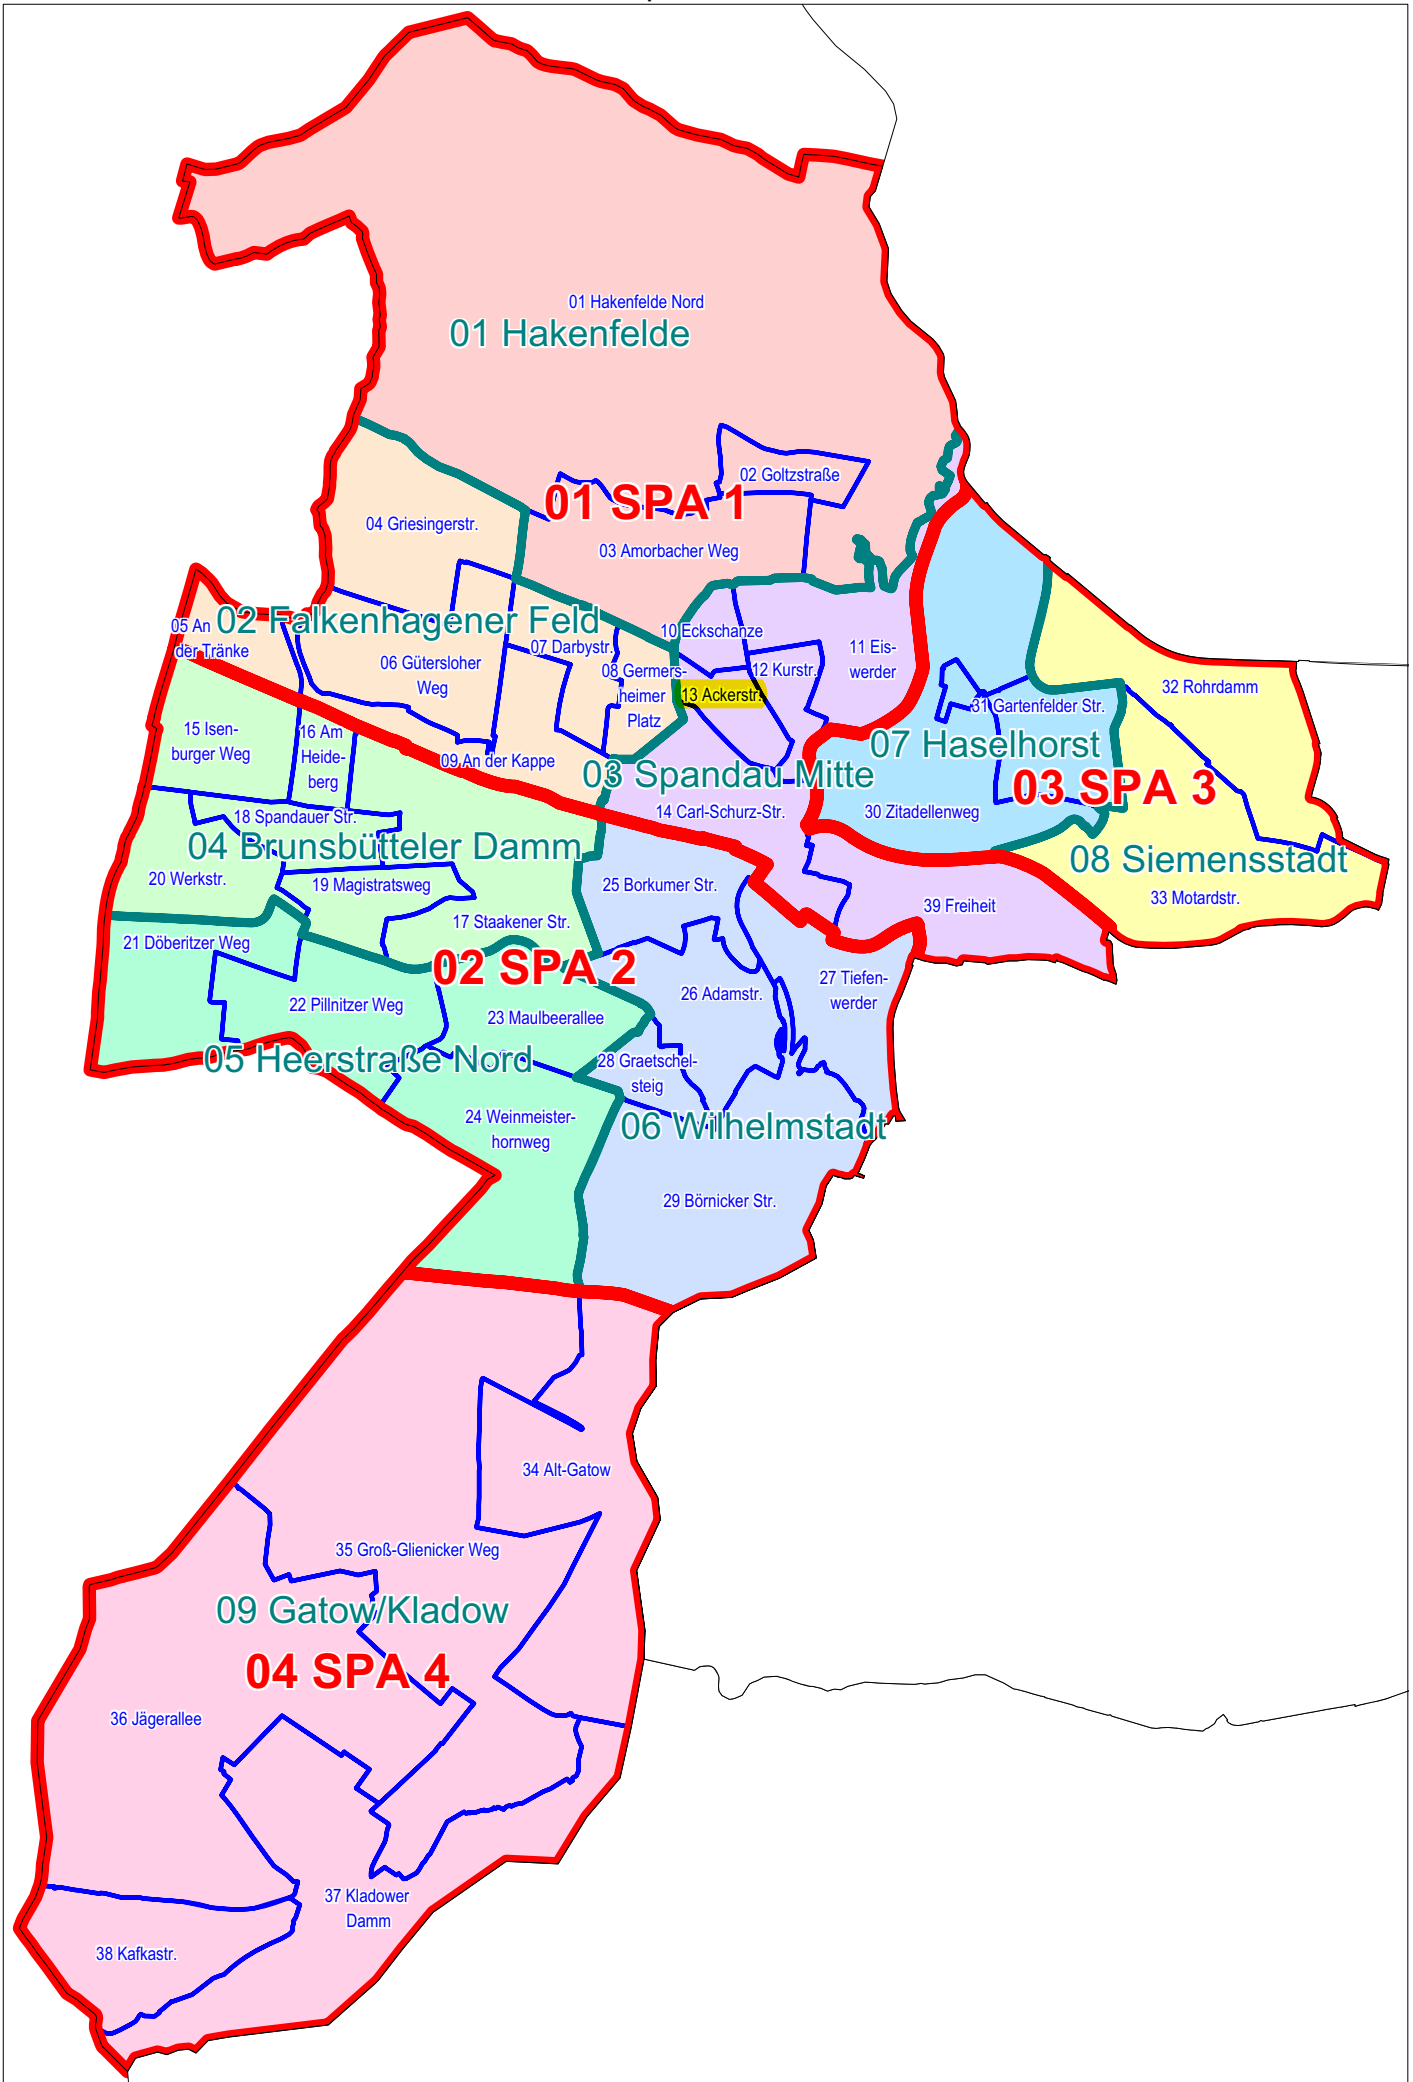 01 Hakenfelde Nord
01 Hakenfelde
02 Goltzstraße
01 SPA 1
04 Griesingerstr.
03 Amorbacher Weg
02 Falkenhagener Feld
05 An
der Tränke
10 Eckschanze
07 Darbystr.
11 Eis-
werder
06 Gütersloher
Weg
08 Germers-
heimer
Platz
12 Kurstr.
13 Ackerstr.
32 Rohrdamm
31 Gartenfelder Str.
15 Isen-
burger Weg
16 Am
Heide-
berg
07 Haselhorst
09 An der Kappe
03 Spandau Mitte
03 SPA 3
14 Carl-Schurz-Str.
30 Zitadellenweg
18 Spandauer Str.
04 Brunsbütteler Damm
08 Siemensstadt
20 Werkstr.
19 Magistratsweg
25 Borkumer Str.
33 Motardstr.
39 Freiheit
17 Staakener Str.
21 Döberitzer Weg
02 SPA 2
27 Tiefen-
werder
26 Adamstr.
22 Pillnitzer Weg
23 Maulbeerallee
05 Heerstraße Nord
28 Graetschel-
steig
24 Weinmeister-
hornweg
06 Wilhelmstadt
29 Börnicker Str.
34 Alt-Gatow
35 Groß-Glienicker Weg
09 Gatow/Kladow
04 SPA 4
36 Jägerallee
37 Kladower
Damm
38 Kafkastr.